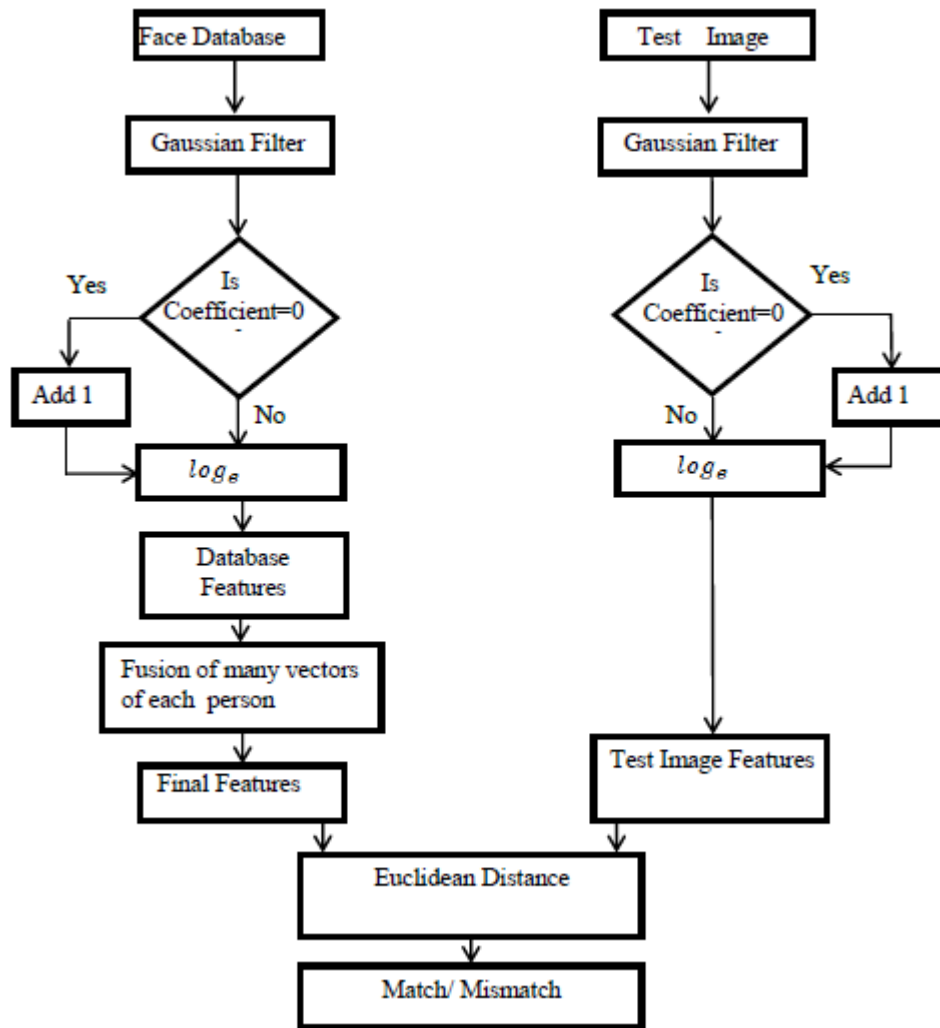 Face Database
Gaussian Filter
Is
Coefficient=0
-
Yes
Add 1
No
log_e
Database
Features
Fusion of many vectors
of each person
Final Features
Test Image
Gaussian Filter
Is
Coefficient=0
-
Yes
Add 1
No
log_e
Test Image Features
Euclidean Distance
Match/ Mismatch